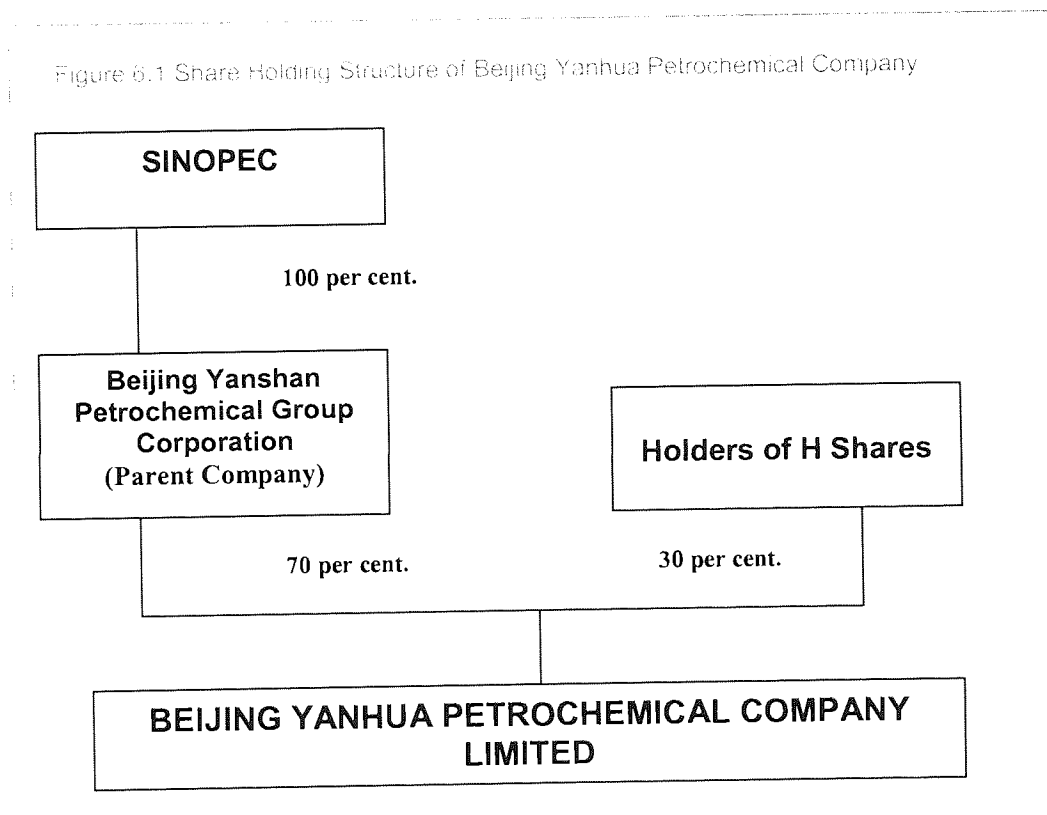 Figure 6.1 Share Holding Structure of Beijing Yanhua Petrochemical Company
SINOPEC
100 per cent.
Beijing Yanshan
Petrochemical Group
Corporation
(Parent Company)
Holders of H Shares
70 per cent.
30 per cent.
BEIJING YANHUA PETROCHEMICAL COMPANY
LIMITED